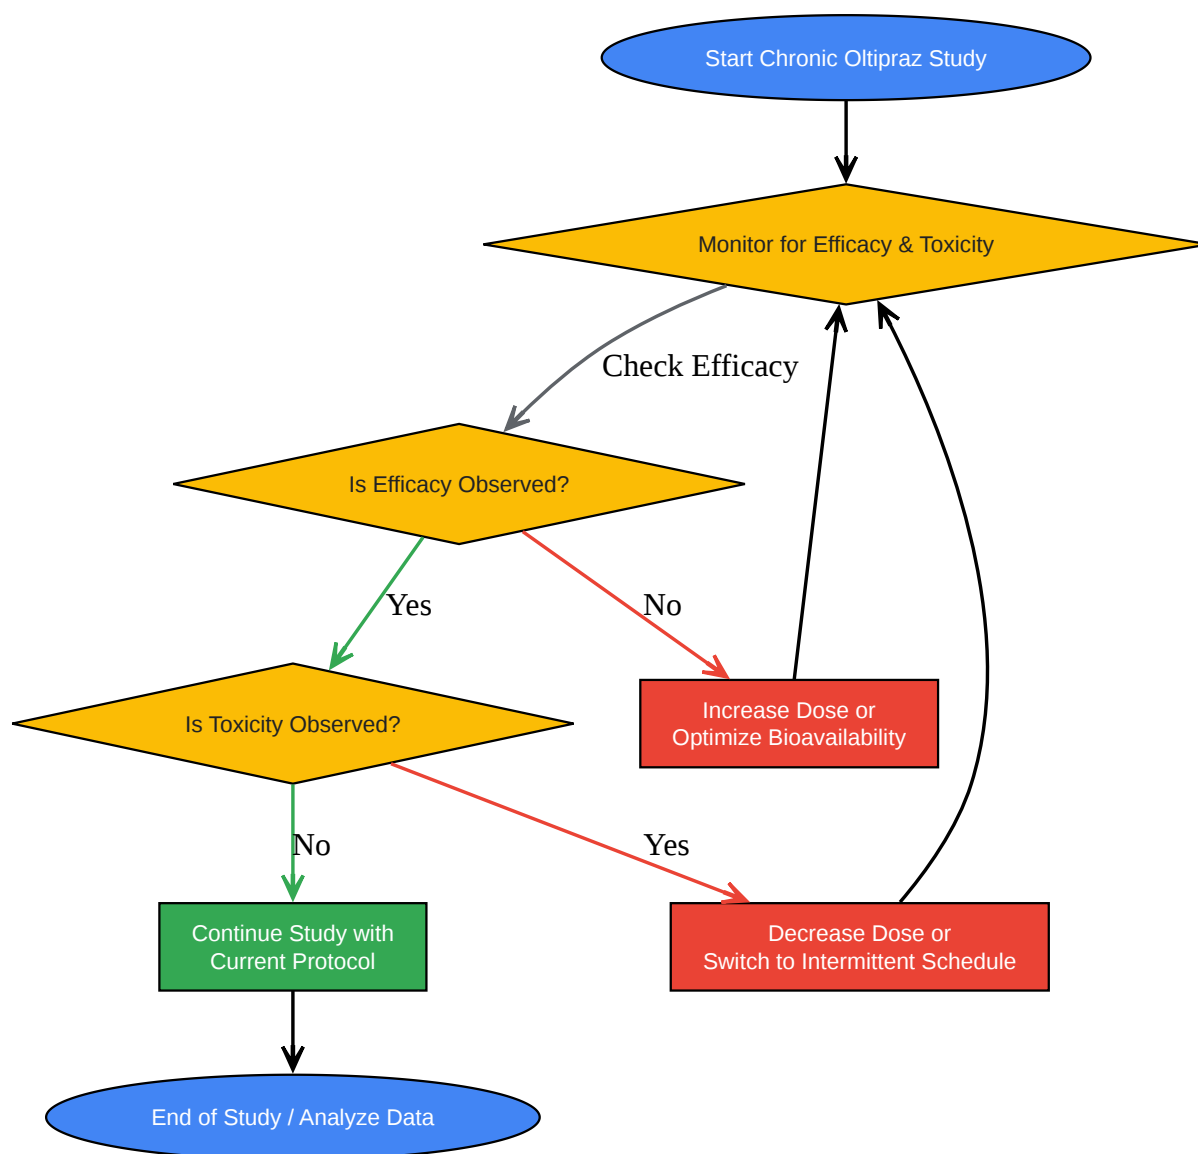 Start Chronic Oltipraz Study
Monitor for Efficacy & Toxicity
Check Efficacy
Is Efficacy Observed?
Yes
No
Is Toxicity Observed?
Increase Dose or
Optimize Bioavailability
No
Yes
Continue Study with
Current Protocol
Decrease Dose or
Switch to Intermittent Schedule
End of Study / Analyze Data